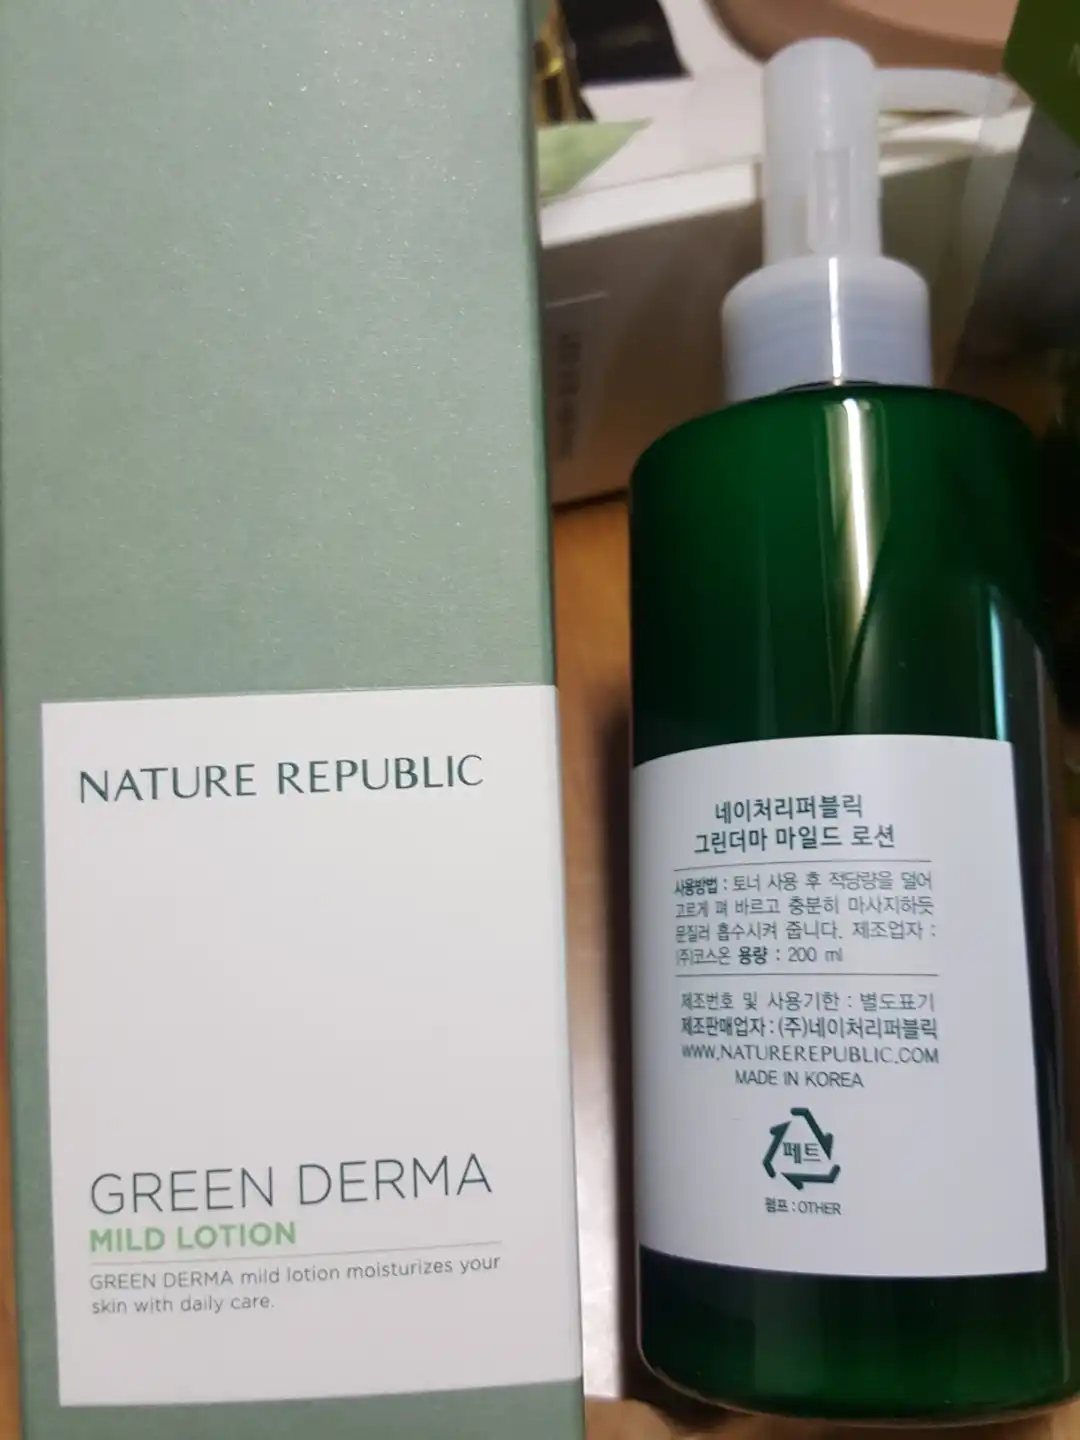 NATURE REPUBLIC
GREEN DERMA
MILD LOTION
GREEN DERMA mild lotion moisturizes your
skin with daily care.
네이처리퍼블릭
그린더마 마일드 로션
사용방법 : 토너 사용 후 적당량을 덜어
고르게 펴 바르고 충분히 마사지하듯
문질러 흡수시켜 줍니다. 제조업자 :
(주)코스온 용량 : 200 ml
제조번호 및 사용기한 : 별도표기
제조판매업자 : (주)네이처리퍼블릭
WWW.NATUREREPUBLIC.COM
MADE IN KOREA
페트
펌프 : OTHER